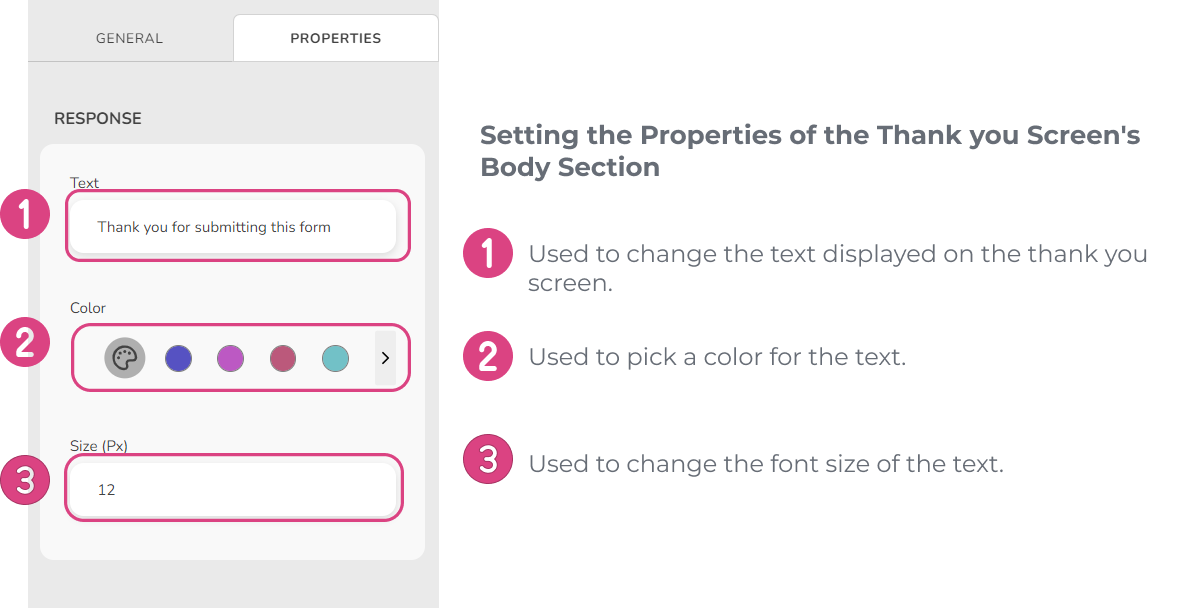 GENERAL
PROPERTIES
RESPONSE
Text
1
Thank you for submitting this form
Color
2
Size (Px)
3
12
Setting the Properties of the Thank you Screen's
Body Section
1
Used to change the text displayed on the thank you
screen.
2
Used to pick a color for the text.
3
Used to change the font size of the text.